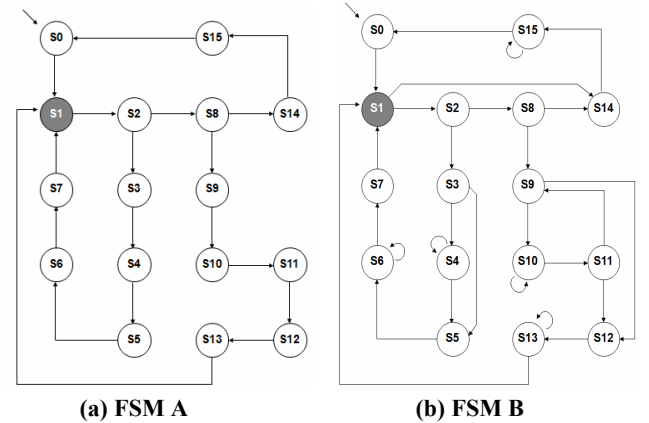 S0 S15 S0 S15
S1 S2 S8 S14 S1 S2 S8 S14
S7 S3 S9 S7 S3 S9
S6 S4 S10 S11 S6 S4 S10 S11
S5 S13 S12 S5 S13 S12
(a) FSM A (b) FSM B